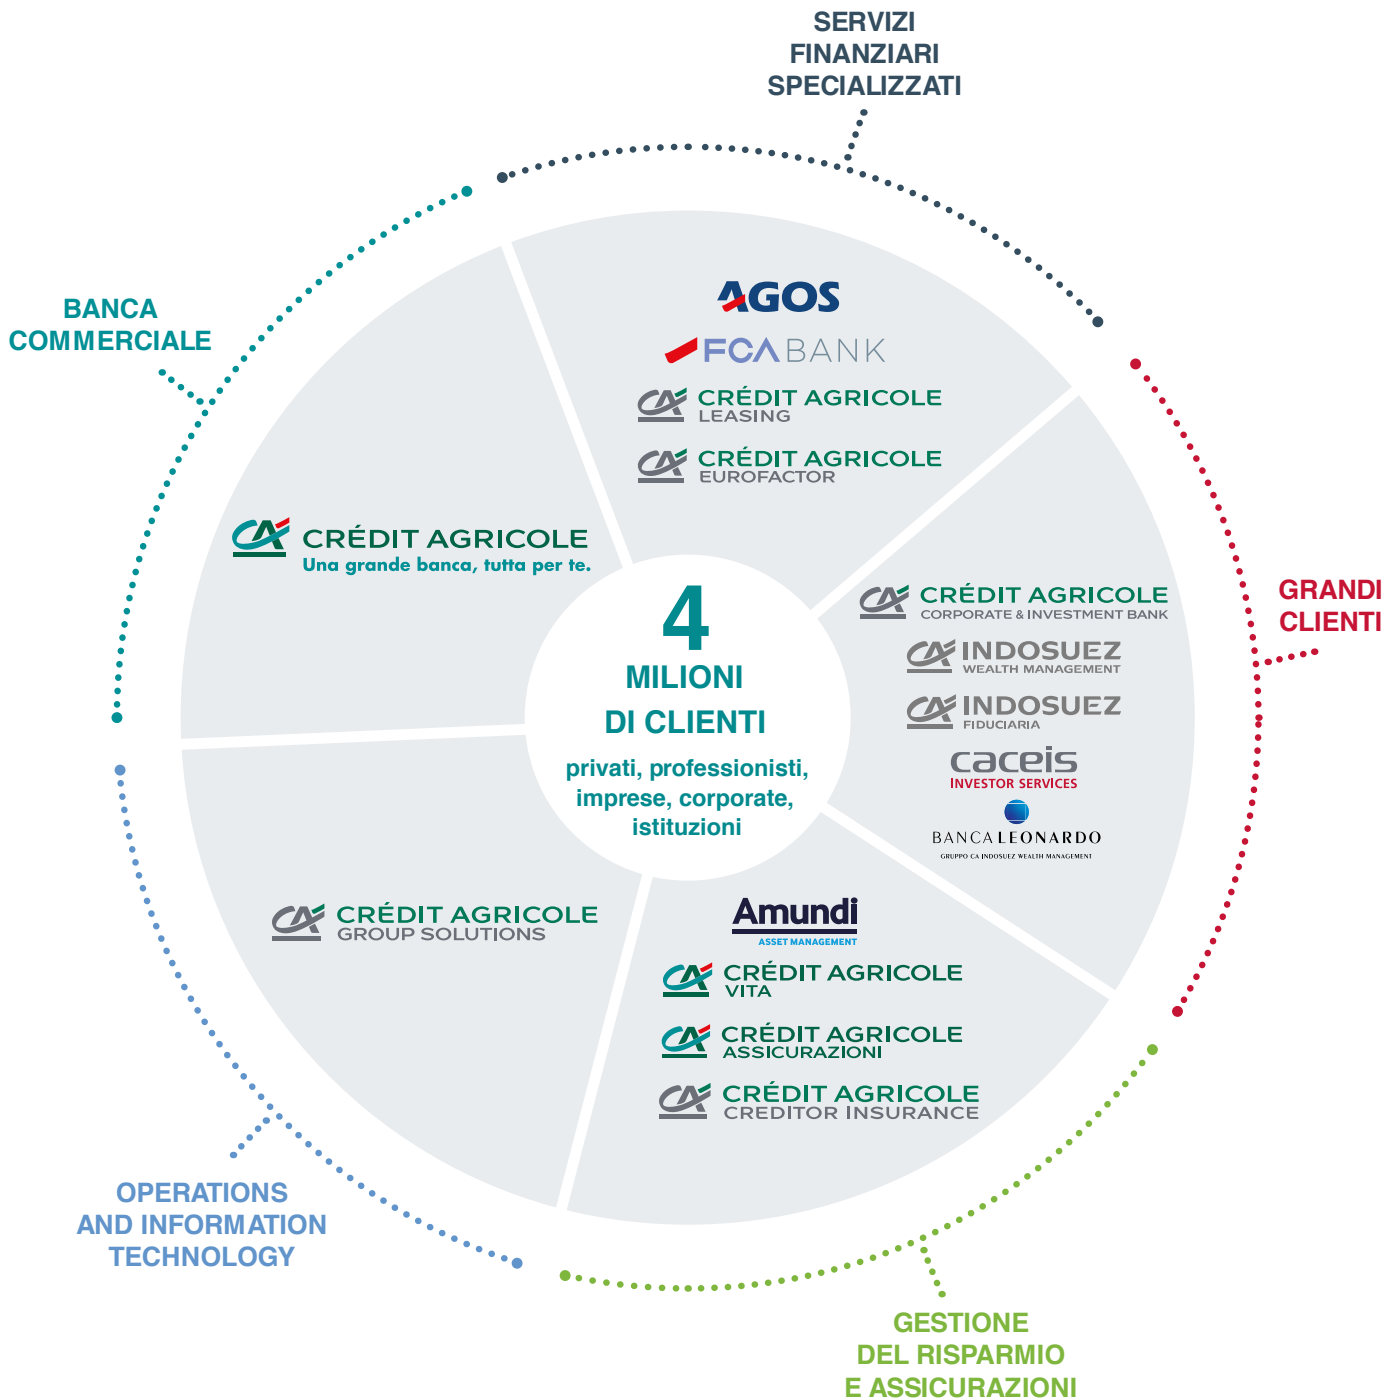 SERVIZI
FINANZIARI
SPECIALIZZATI
AGOS
FCA BANK
CRÉDIT AGRICOLE
LEASING
CRÉDIT AGRICOLE
EUROFACTOR
BANCA
COMMERCIALE
CRÉDIT AGRICOLE
Una grande banca, tutta per te.
4
MILIONI
DI CLIENTI
privati, professionisti,
imprese, corporate,
istituzioni
GRANDI
CLIENTI
CRÉDIT AGRICOLE
CORPORATE & INVESTMENT BANK
INDOSUEZ
WEALTH MANAGEMENT
INDOSUEZ
FIDUCIARIA
caceis
INVESTOR SERVICES
BANCA LEONARDO
GRUPPO CA INDOSUEZ WEALTH MANAGEMENT
CRÉDIT AGRICOLE
GROUP SOLUTIONS
Amundi
ASSET MANAGEMENT
CRÉDIT AGRICOLE
VITA
CRÉDIT AGRICOLE
ASSICURAZIONI
CRÉDIT AGRICOLE
CREDITOR INSURANCE
OPERATIONS
AND INFORMATION
TECHNOLOGY
GESTIONE
DEL RISPARMIO
E ASSICURAZIONI